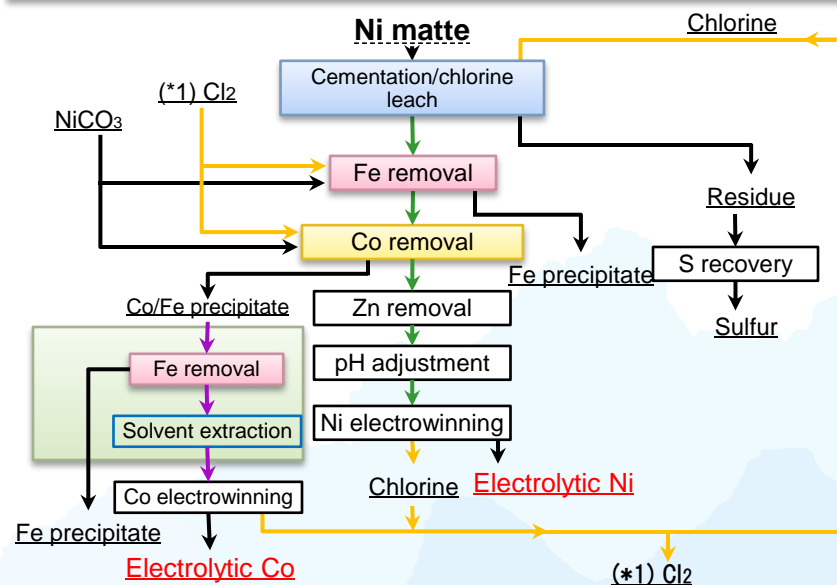 Ni matte
Chlorine
Cementation/chlorine
leach
(*1) Cl₂
NiCO₃
Fe removal
Residue
Co removal
Fe precipitate
S recovery
Co/Fe precipitate
Zn removal
Sulfur
Fe removal
pH adjustment
Solvent extraction
Ni electrowinning
Co electrowinning
Chlorine
Electrolytic Ni
Fe precipitate
Electrolytic Co
(*1) Cl₂